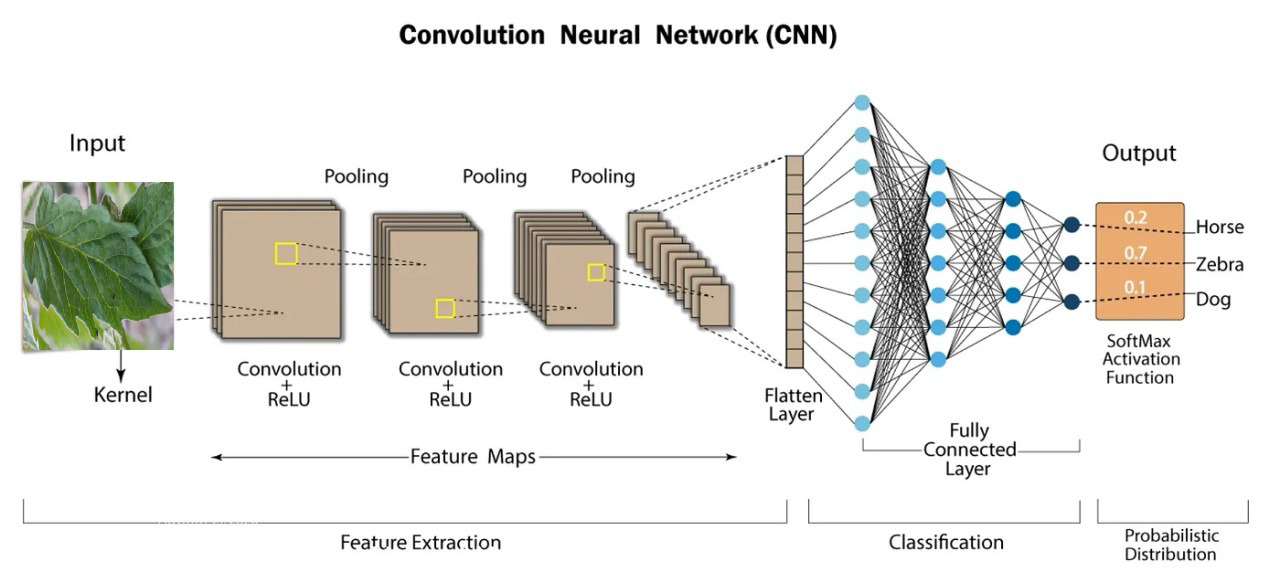 Convolution Neural Network (CNN)
Input
Pooling
Pooling
Pooling
Output
0.2
Horse
0.7
Zebra
0.1
Dog
Kernel
Convolution
+
ReLU
Convolution
+
ReLU
Convolution
+
ReLU
Flatten
Layer
SoftMax
Activation
Function
Feature Maps
Fully
Connected
Layer
Feature Extraction
Classification
Probabilistic
Distribution